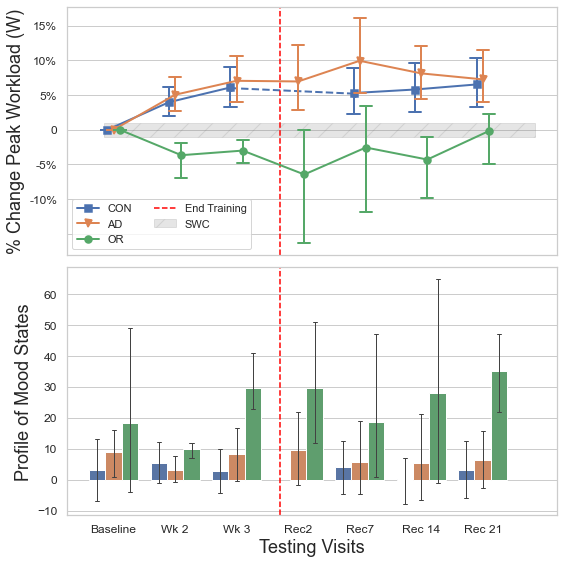 % Change Peak Workload (W)
15%
10%
5%
0
-5%
-10%
CON
AD
OR
End Training
SWC
Profile of Mood States
60
50
40
30
20
10
0
−10
Baseline Wk 2 Wk 3 Rec2 Rec7 Rec 14 Rec 21
Testing Visits